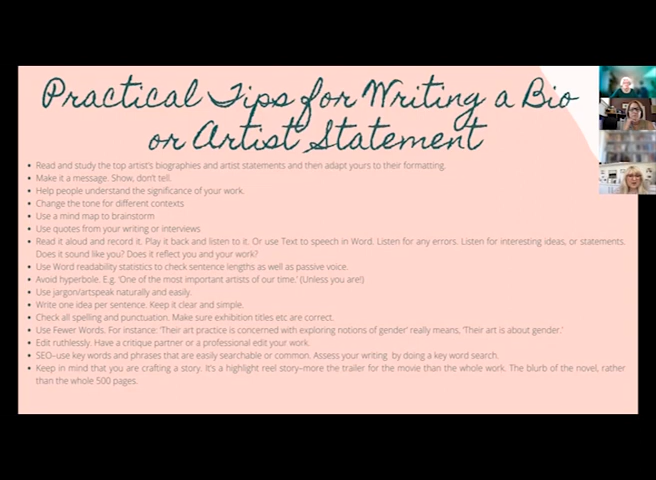 Practical Tips for Writing a Bio
or Artist Statement
• Read and study the top artist's biographies and artist statements and then adapt yours to their formatting.
• Make it a message. Show, don't tell.
• Help people understand the significance of your work.
• Change the tone for different contexts
• Use a mind map to brainstorm
• Use quotes from your writing or interviews
• Read it aloud and record it. Play it back and listen to it. Or use Text to speech in Word. Listen for any errors. Listen for interesting ideas, or statements.
Does it sound like you? Does it reflect you and your work?
• Use Word readability statistics to check sentence lengths as well as passive voice.
• Avoid hyperbole. E.g. 'One of the most important artists of our time.' (Unless you are!)
• Use jargon/artspeak naturally and easily.
• Write one idea per sentence. Keep it clear and simple.
• Check all spelling and punctuation. Make sure exhibition titles etc are correct.
• Use Fewer Words. For instance: 'Their art practice is concerned with exploring notions of gender' really means, 'Their art is about gender.'
• Edit ruthlessly. Have a critique partner or a professional edit your work.
• SEO–use key words and phrases that are easily searchable or common. Assess your writing by doing a key word search.
• Keep in mind that you are crafting a story. It's a highlight reel story–more the trailer for the movie than the whole work. The blurb of the novel, rather
than the whole 500 pages.